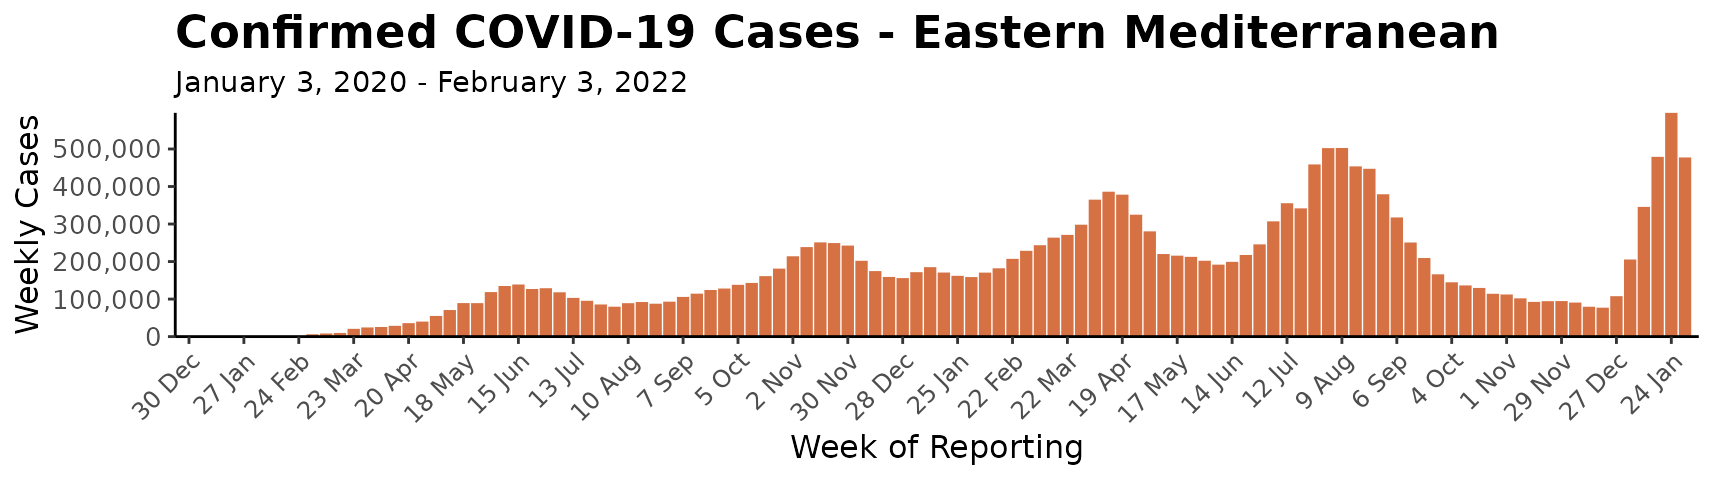 Confirmed COVID-19 Cases - Eastern Mediterranean
January 3, 2020 - February 3, 2022
Weekly Cases
500,000
400,000
300,000
200,000
100,000
0
30 Dec
27 Jan
24 Feb
23 Mar
20 Apr
18 May
15 Jun
13 Jul
10 Aug
7 Sep
5 Oct
2 Nov
30 Nov
28 Dec
25 Jan
22 Feb
22 Mar
19 Apr
17 May
14 Jun
12 Jul
9 Aug
6 Sep
4 Oct
1 Nov
29 Nov
27 Dec
24 Jan
Week of Reporting